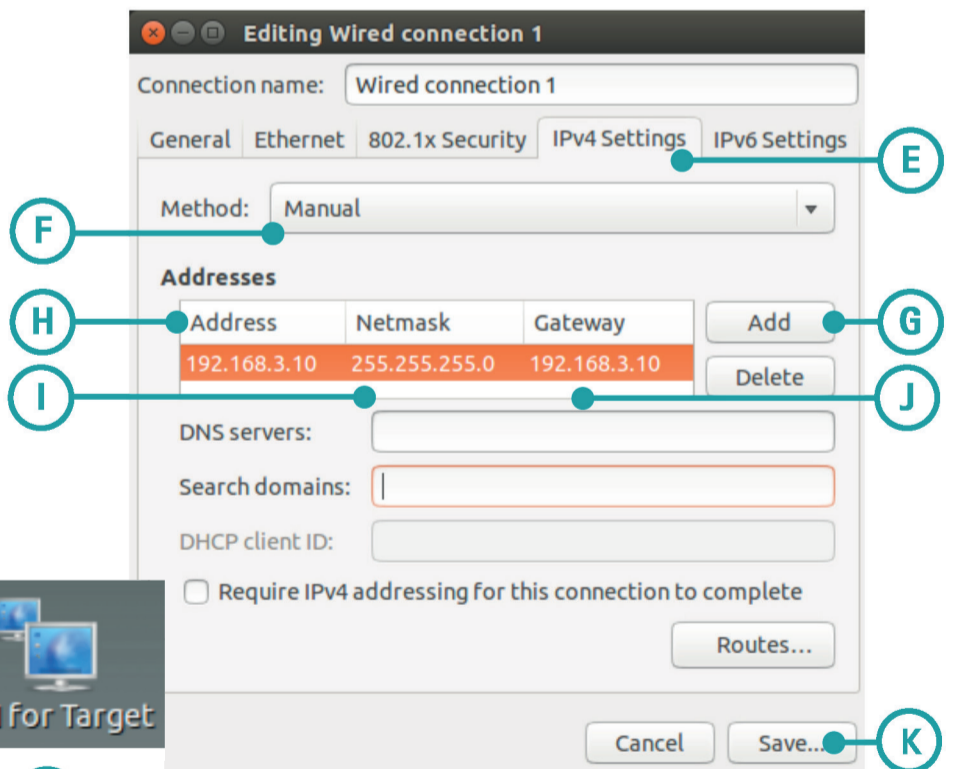 Editing Wired connection 1
Connection name: Wired connection 1
General Ethernet 802.1x Security IPv4 Settings IPv6 Settings
E
Method: Manual
F
Addresses
H
Address Netmask Gateway Add
G
192.168.3.10 255.255.255.0 192.168.3.10
Delete
I
J
DNS servers:
Search domains:
DHCP client ID:
Require IPv4 addressing for this connection to complete
Routes...
for Target
Cancel Save...
K